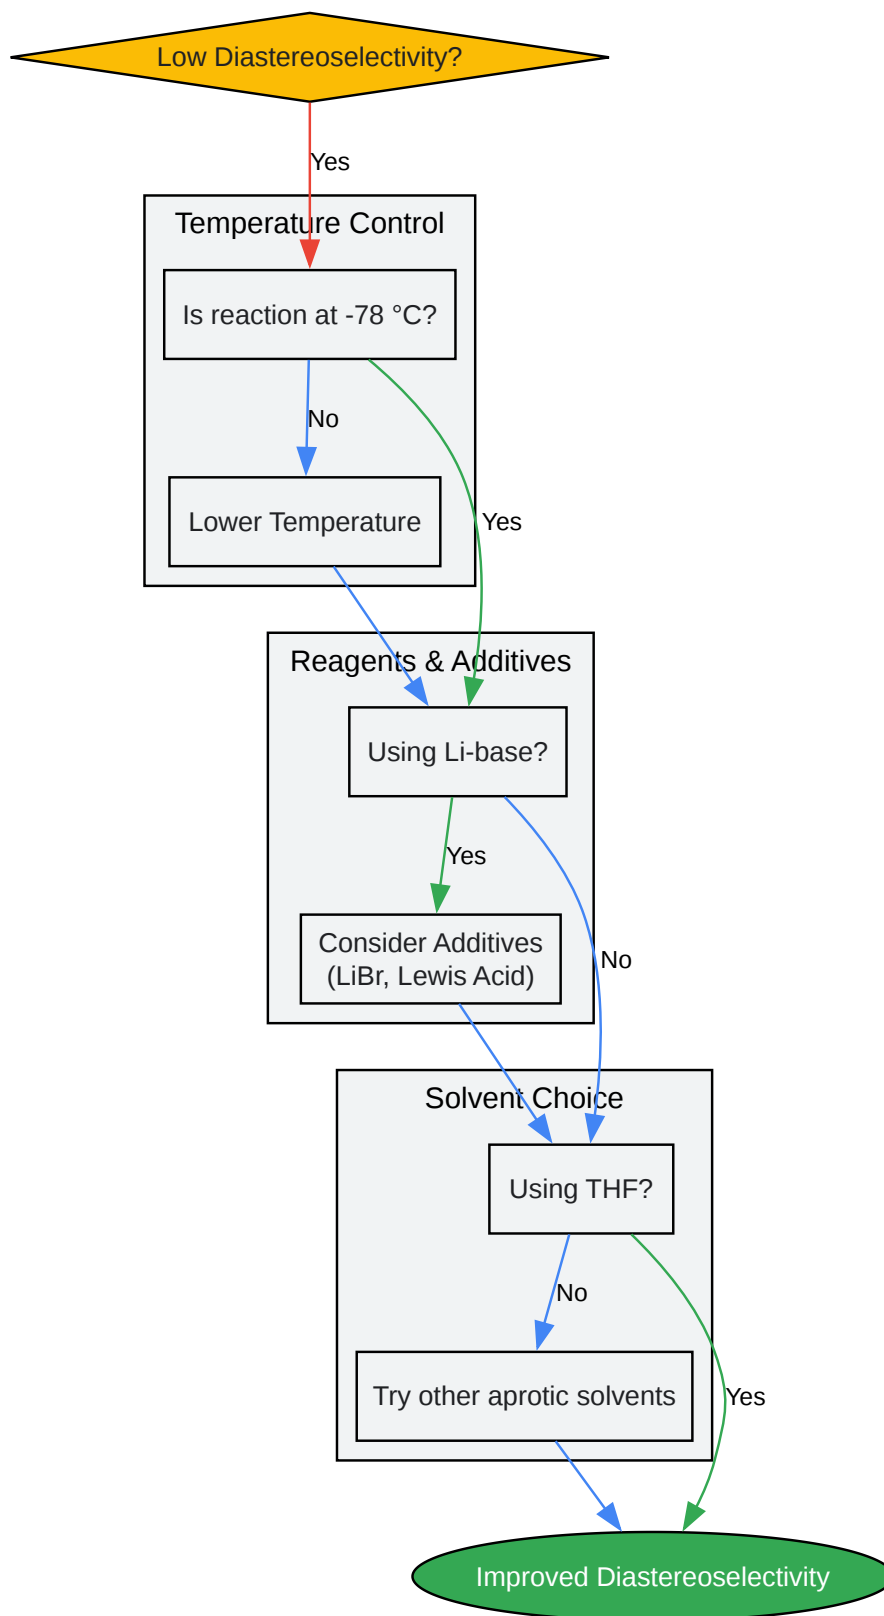 Low Diastereoselectivity?
Yes
Temperature Control
Is reaction at -78 °C?
No
Lower Temperature
Yes
Reagents & Additives
Using Li-base?
Yes
Consider Additives
(LiBr, Lewis Acid)
No
Solvent Choice
Using THF?
No
Try other aprotic solvents
Yes
Improved Diastereoselectivity